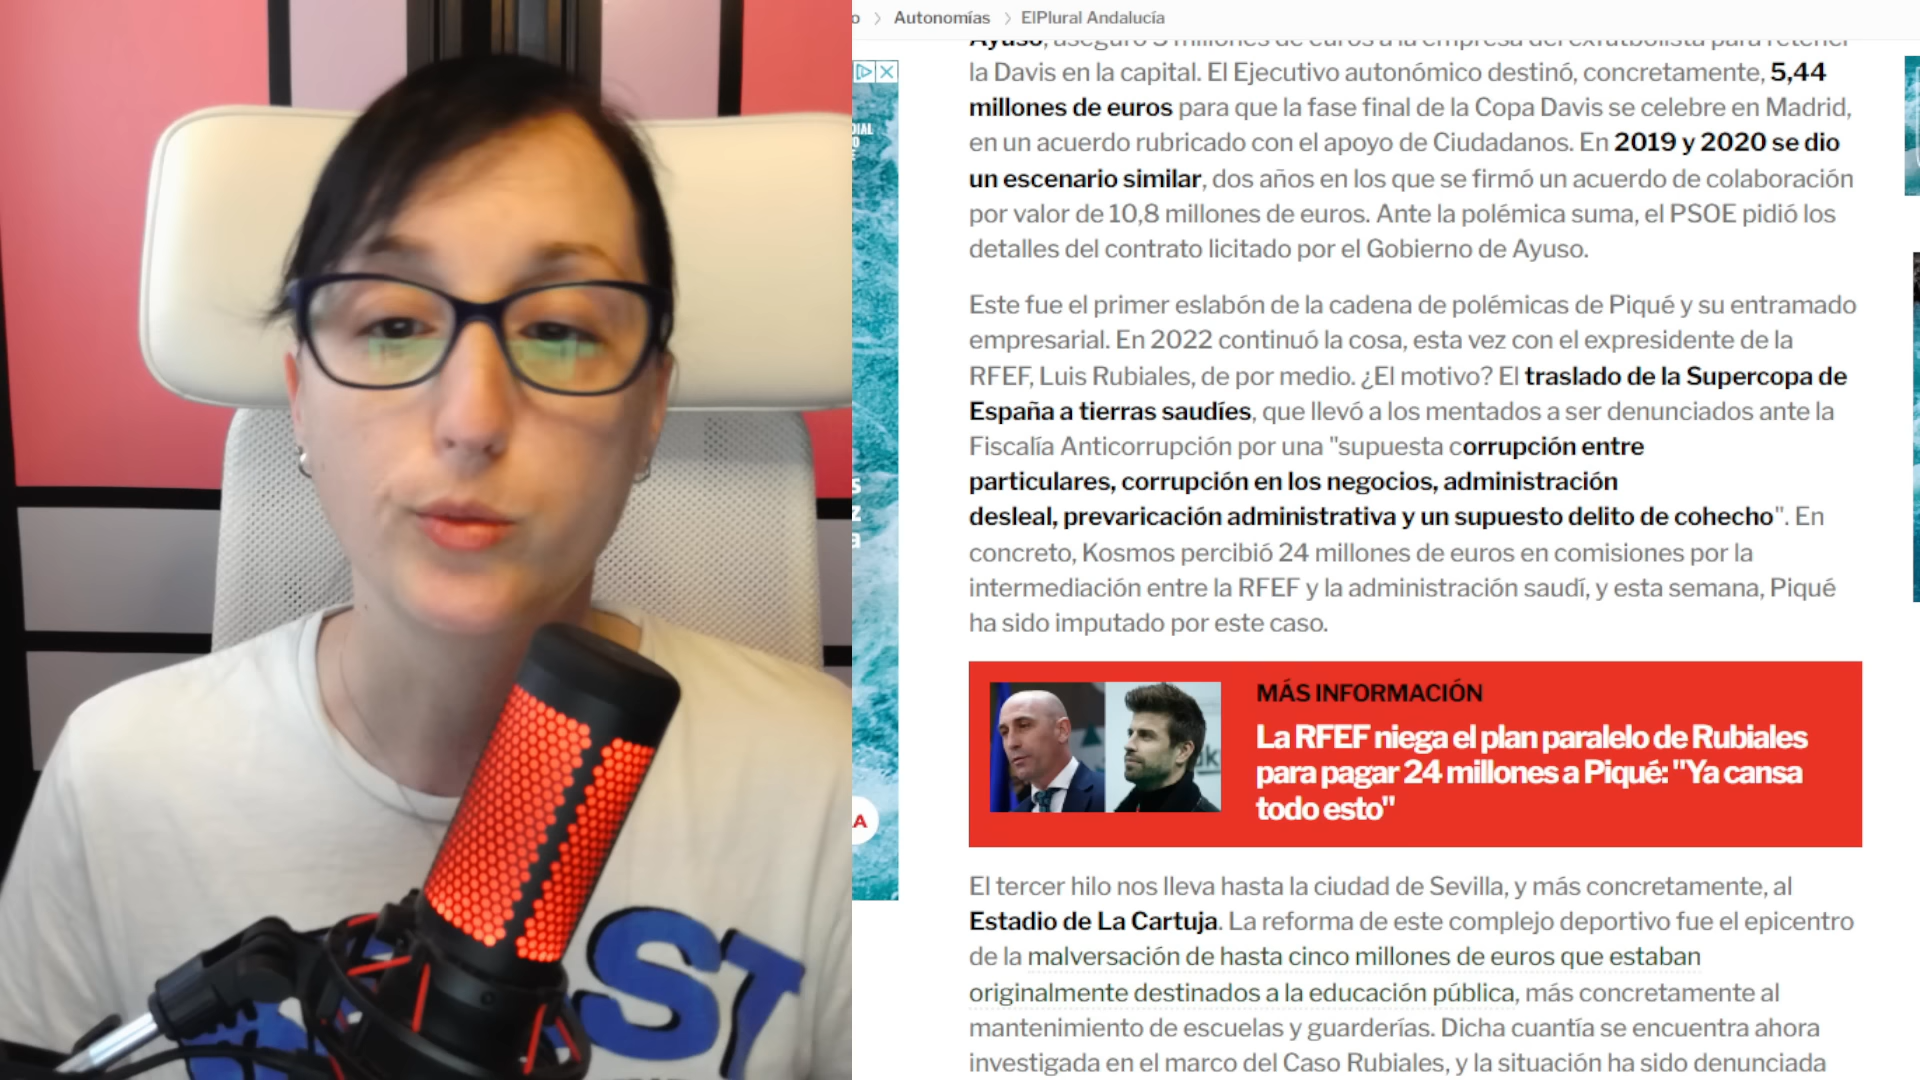 Autonomías > ElPlural Andalucía
Ayuso, aseguró 5 millones de euros a la empresa del exfutbolista para retener
la Davis en la capital. El Ejecutivo autonómico destinó, concretamente, 5,44
millones de euros para que la fase final de la Copa Davis se celebre en Madrid,
en un acuerdo rubricado con el apoyo de Ciudadanos. En 2019 y 2020 se dio
un escenario similar, dos años en los que se firmó un acuerdo de colaboración
por valor de 10,8 millones de euros. Ante la polémica suma, el PSOE pidió los
detalles del contrato licitado por el Gobierno de Ayuso.
Este fue el primer eslabón de la cadena de polémicas de Piqué y su entramado
empresarial. En 2022 continuó la cosa, esta vez con el expresidente de la
RFEF, Luis Rubiales, de por medio. ¿El motivo? El traslado de la Supercopa de
España a tierras saudíes, que llevó a los mentados a ser denunciados ante la
Fiscalía Anticorrupción por una "supuesta corrupción entre
particulares, corrupción en los negocios, administración
desleal, prevaricación administrativa y un supuesto delito de cohecho". En
concreto, Kosmos percibió 24 millones de euros en comisiones por la
intermediación entre la RFEF y la administración saudí, y esta semana, Piqué
ha sido imputado por este caso.
MÁS INFORMACIÓN
La RFEF niega el plan paralelo de Rubiales
para pagar 24 millones a Piqué: "Ya cansa
todo esto"
El tercer hilo nos lleva hasta la ciudad de Sevilla, y más concretamente, al
Estadio de La Cartuja. La reforma de este complejo deportivo fue el epicentro
de la malversación de hasta cinco millones de euros que estaban
originalmente destinados a la educación pública, más concretamente al
mantenimiento de escuelas y guarderías. Dicha cuantía se encuentra ahora
investigada en el marco del Caso Rubiales, y la situación ha sido denunciada
ST